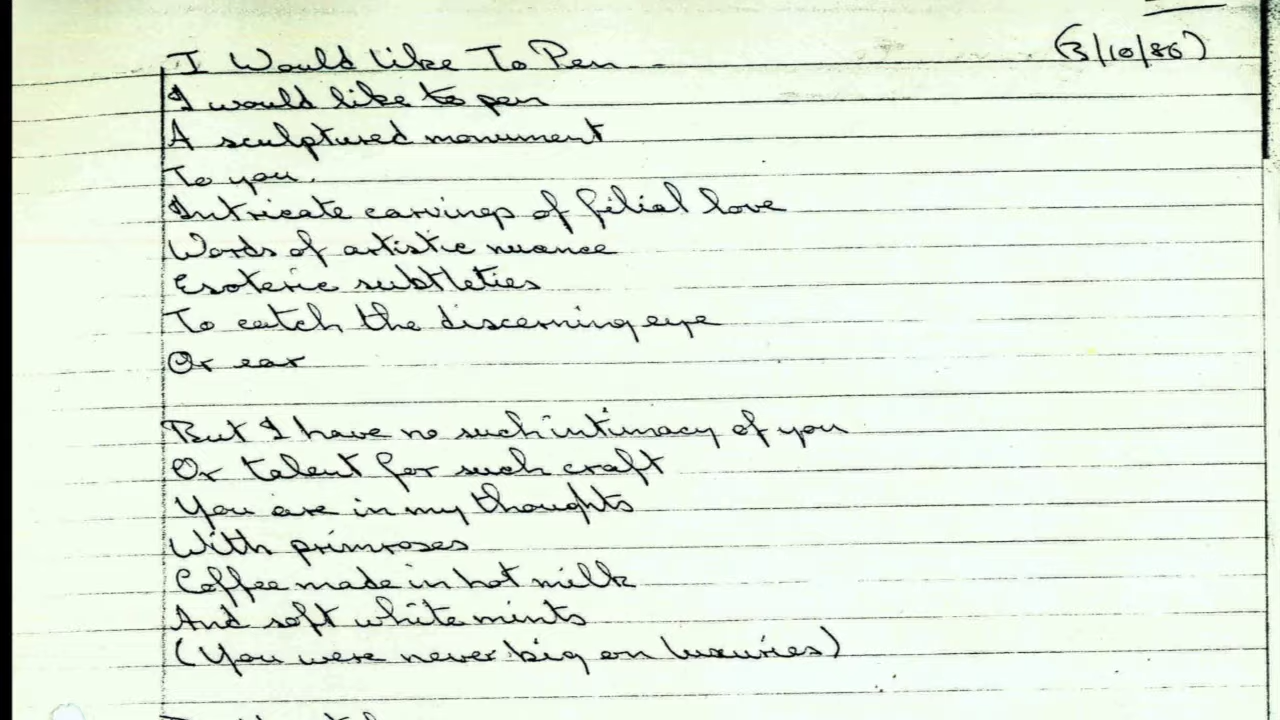 I Would Like To Pen... (3/10/86)
I would like to pen
A sculptured monument
To you.
Intricate carvings of filial love
Words of artistic nuance
Esoteric subtleties
To catch the discerning eye
Or ear
But I have no such intimacy of you
Or talent for such craft
You are in my thoughts
With primroses
Coffee made in hot milk
And soft white mints
(You were never big on luxuries)